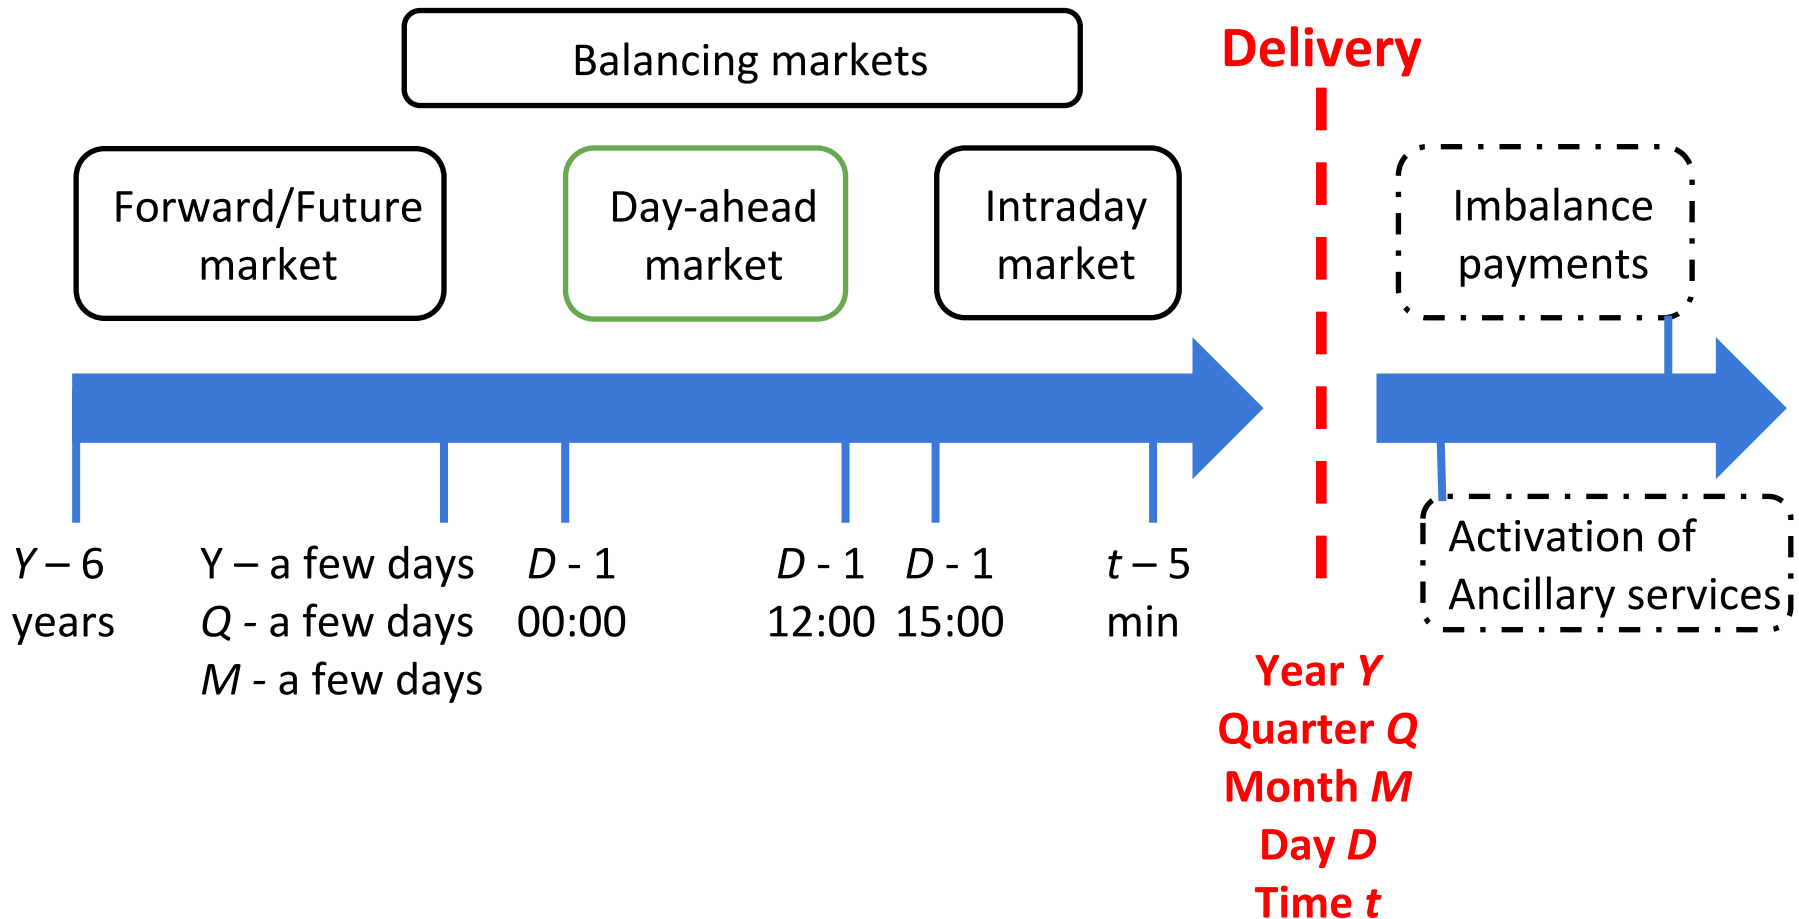 Balancing markets
Delivery
Forward/Future
market
Day-ahead
market
Intraday
market
Imbalance
payments
Y – 6
years
Y – a few days
Q - a few days
M - a few days
D - 1
00:00
D - 1
12:00
D - 1
15:00
t – 5
min
Activation of
Ancillary services
Year Y
Quarter Q
Month M
Day D
Time t